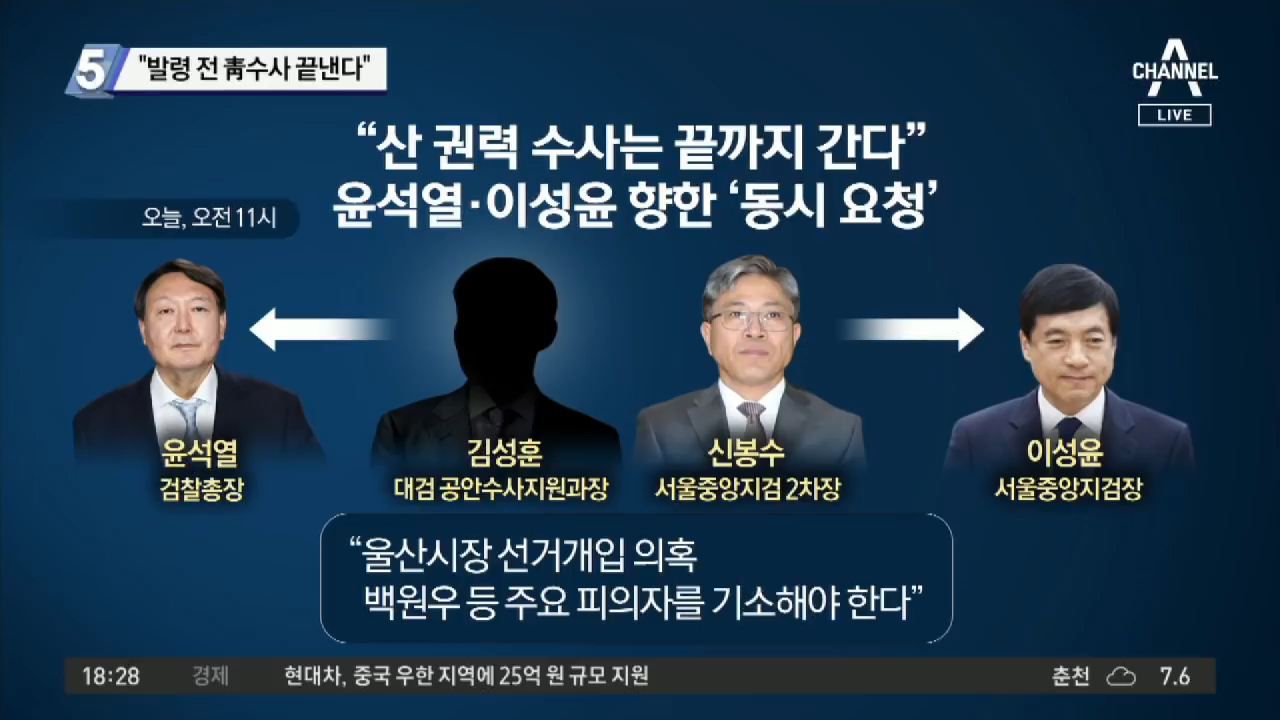 5 "발령 전 靑수사 끝낸다"
CHANNEL A
LIVE
“산 권력 수사는 끝까지 간다”
오늘, 오전 11시
윤석열·이성윤 향한 ‘동시 요청’
윤석열
검찰총장
김성훈
대검 공안수사지원과장
신봉수
서울중앙지검 2차장
이성윤
서울중앙지검장
“울산시장 선거개입 의혹
백원우 등 주요 피의자를 기소해야 한다”
18:28 경제 현대차, 중국 우한 지역에 25억 원 규모 지원 춘천 7.6